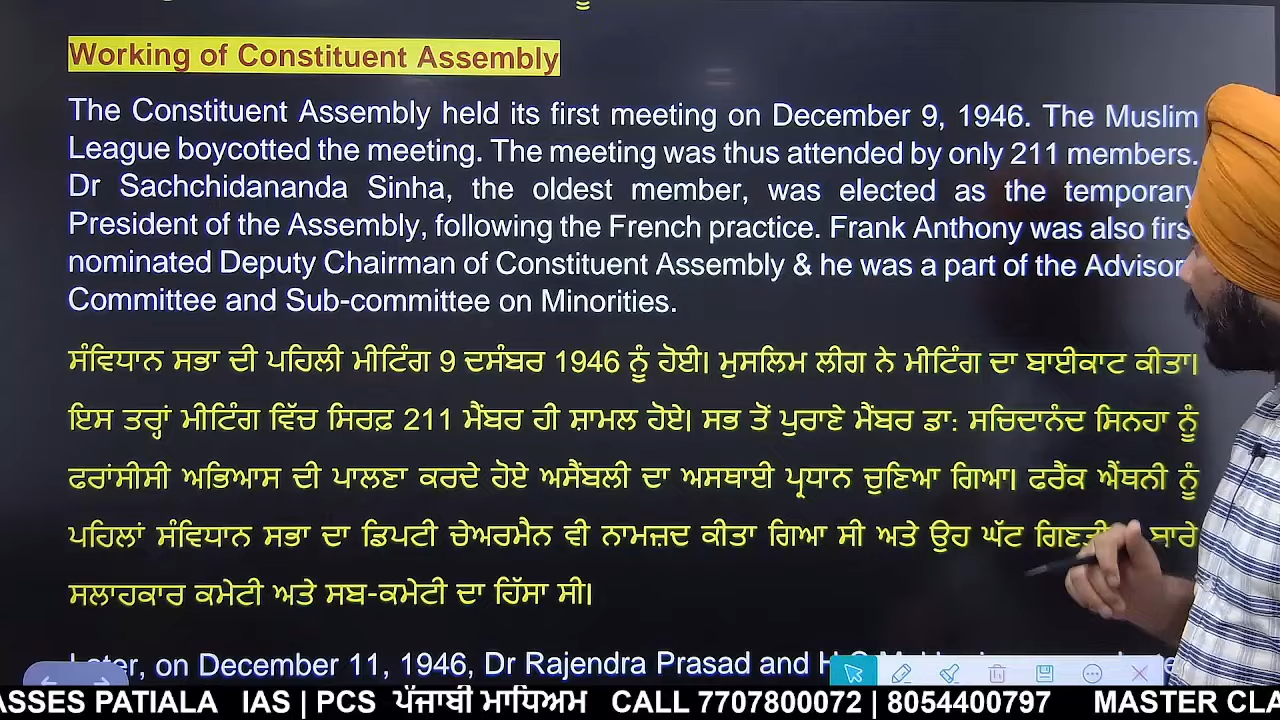 Working of Constituent Assembly
The Constituent Assembly held its first meeting on December 9, 1946. The Muslim
League boycotted the meeting. The meeting was thus attended by only 211 members.
Dr Sachchidananda Sinha, the oldest member, was elected as the temporary
President of the Assembly, following the French practice. Frank Anthony was also firs
nominated Deputy Chairman of Constituent Assembly & he was a part of the Advisor
Committee and Sub-committee on Minorities.
ਸੰਵਿਧਾਨ ਸਭਾ ਦੀ ਪਹਿਲੀ ਮੀਟਿੰਗ 9 ਦਸੰਬਰ 1946 ਨੂੰ ਹੋਈ। ਮੁਸਲਿਮ ਲੀਗ ਨੇ ਮੀਟਿੰਗ ਦਾ ਬਾਈਕਾਟ ਕੀਤਾ।
ਇਸ ਤਰ੍ਹਾਂ ਮੀਟਿੰਗ ਵਿੱਚ ਸਿਰਫ਼ 211 ਮੈਂਬਰ ਹੀ ਸ਼ਾਮਲ ਹੋਏ। ਸਭ ਤੋਂ ਪੁਰਾਣੇ ਮੈਂਬਰ ਡਾ: ਸਚਿਦਾਨੰਦ ਸਿਨਹਾ ਨੂੰ
ਫਰਾਂਸੀਸੀ ਅਭਿਆਸ ਦੀ ਪਾਲਣਾ ਕਰਦੇ ਹੋਏ ਅਸੈਂਬਲੀ ਦਾ ਅਸਥਾਈ ਪ੍ਰਧਾਨ ਚੁਣਿਆ ਗਿਆ। ਫਰੈਂਕ ਐਂਥਨੀ ਨੂੰ
ਪਹਿਲਾਂ ਸੰਵਿਧਾਨ ਸਭਾ ਦਾ ਡਿਪਟੀ ਚੇਅਰਮੈਨ ਵੀ ਨਾਮਜ਼ਦ ਕੀਤਾ ਗਿਆ ਸੀ ਅਤੇ ਉਹ ਘੱਟ ਬਾਰੇ
ਸਲਾਹਕਾਰ ਕਮੇਟੀ ਅਤੇ ਸਬ-ਕਮੇਟੀ ਦਾ ਹਿੱਸਾ ਸੀ।
Later, on December 11, 1946, Dr Rajendra Prasad and H
ASSES PATIALA IAS | PCS ਪੰਜਾਬੀ ਮਾਧਿਅਮ CALL 7707800072 | 8054400797 MASTER CLA